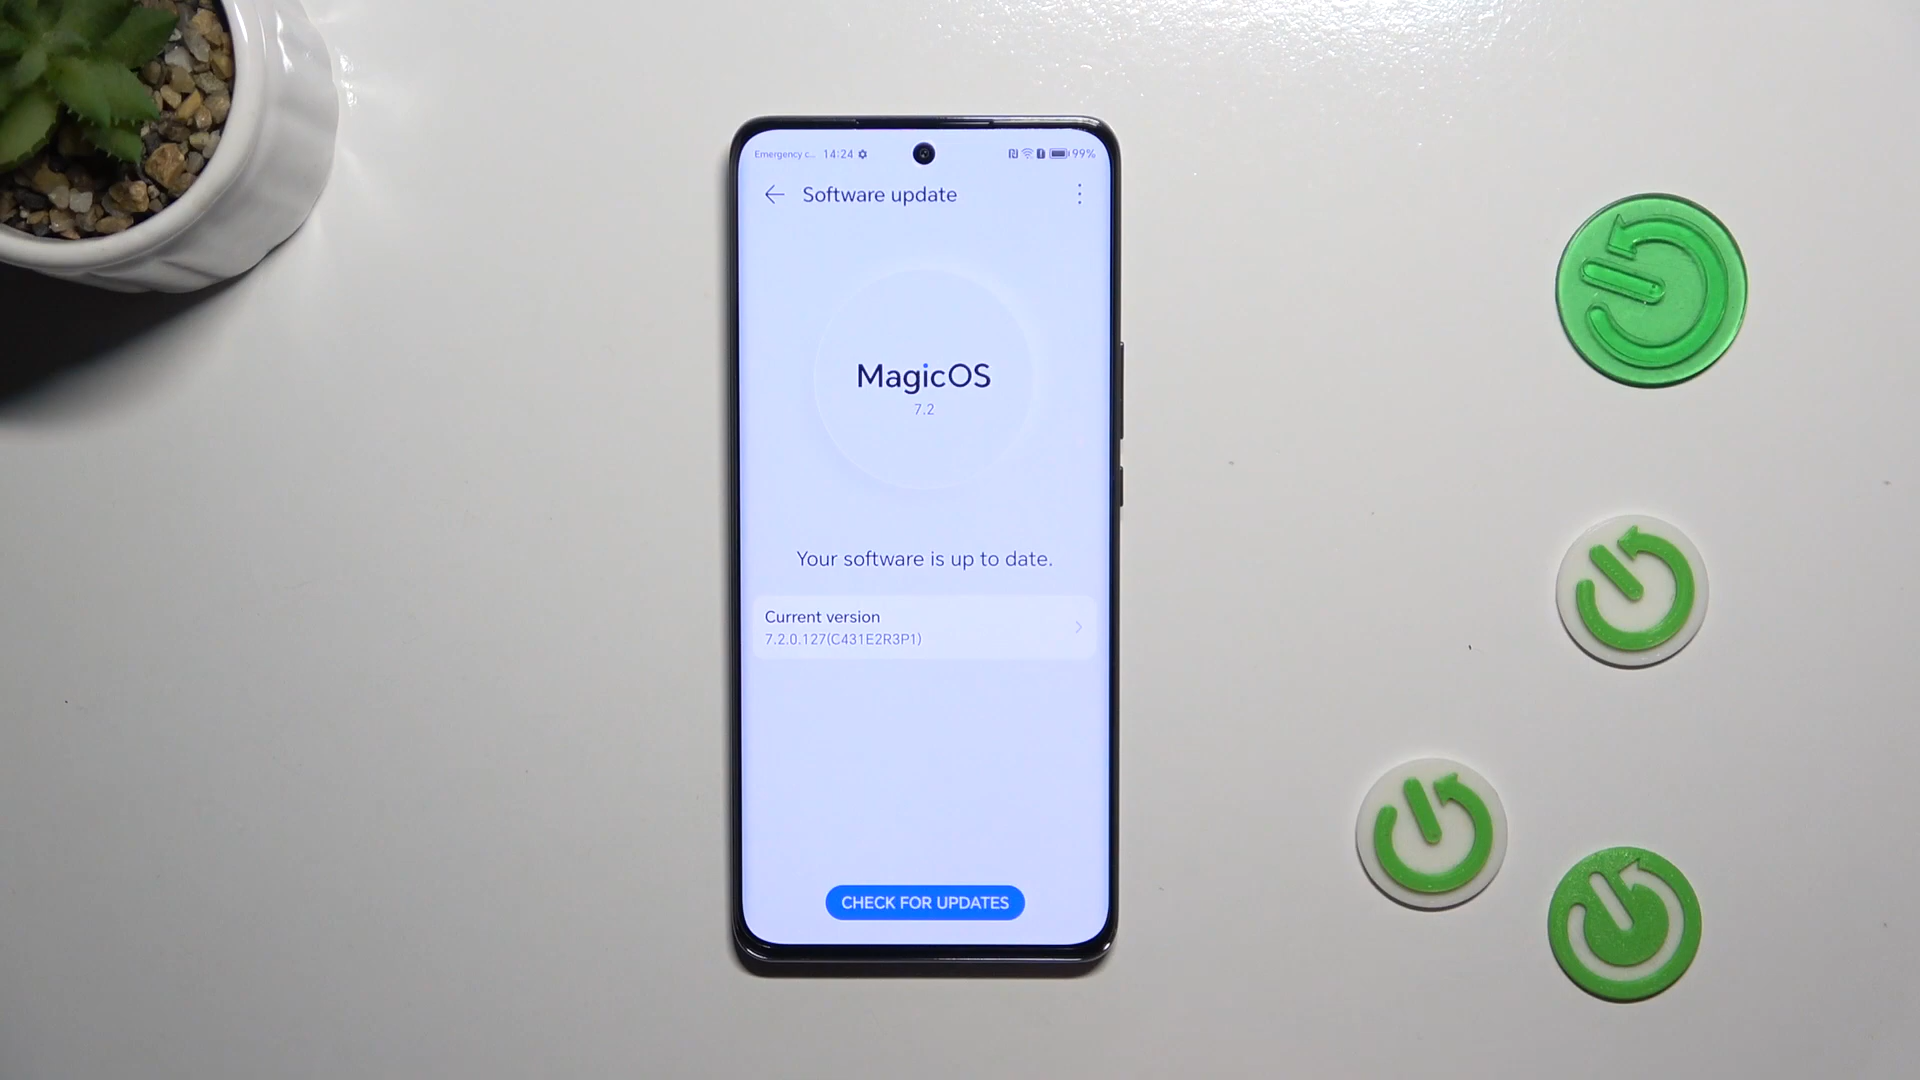 Emergency c... 14:24 99%
Software update
MagicOS
7.2
Your software is up to date.
Current version
7.2.0.127(C431E2R3P1)
CHECK FOR UPDATES